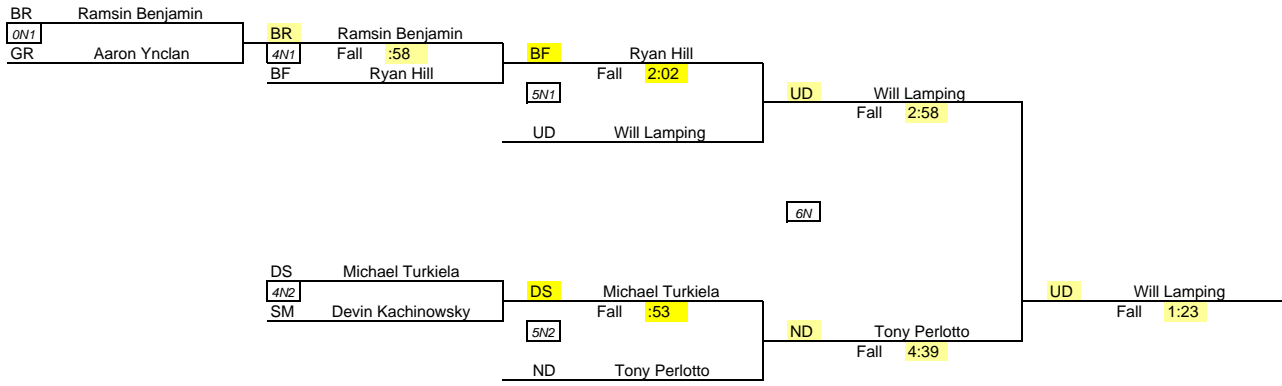 BR Ramsin Benjamin
0N1
GR Aaron Ynclan
BR Ramsin Benjamin
4N1 Fall :58
BF Ryan Hill
BF Ryan Hill
Fall 2:02
5N1
UD Will Lamping
UD Will Lamping
Fall 2:58
6N
DS Michael Turkiela
4N2
SM Devin Kachinowsky
DS Michael Turkiela
Fall :53
5N2
ND Tony Perlotto
ND Tony Perlotto
Fall 4:39
UD Will Lamping
Fall 1:23